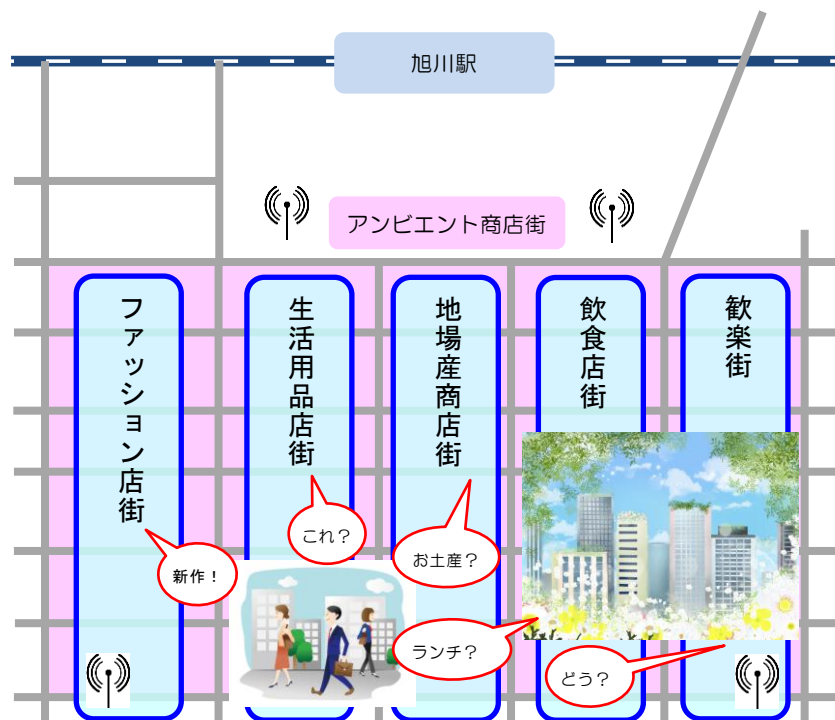 旭川駅
アンビエント商店街
ファッション店街
生活用品店街
地場産商店街
飲食店街
歓楽街
新作！
これ？
お土産？
ランチ？
どう？